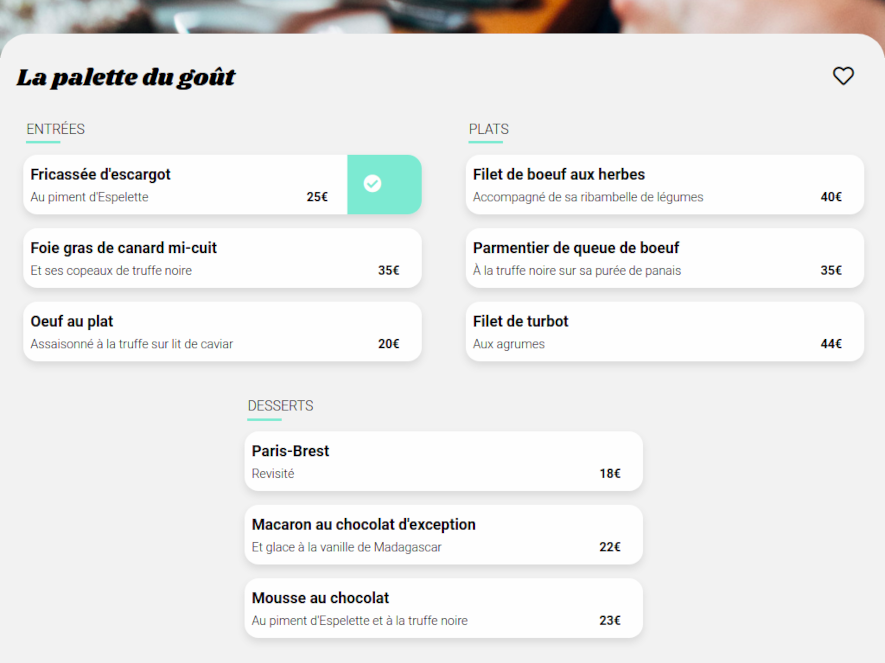 La palette du goût
ENTRÉES
Fricassée d'escargot
Au piment d'Espelette 25€
Foie gras de canard mi-cuit
Et ses copeaux de truffe noire 35€
Oeuf au plat
Assaisonné à la truffe sur lit de caviar 20€
PLATS
Filet de boeuf aux herbes
Accompagné de sa ribambelle de légumes 40€
Parmentier de queue de boeuf
À la truffe noire sur sa purée de panais 35€
Filet de turbot
Aux agrumes 44€
DESSERTS
Paris-Brest
Revisité 18€
Macaron au chocolat d'exception
Et glace à la vanille de Madagascar 22€
Mousse au chocolat
Au piment d'Espelette et à la truffe noire 23€